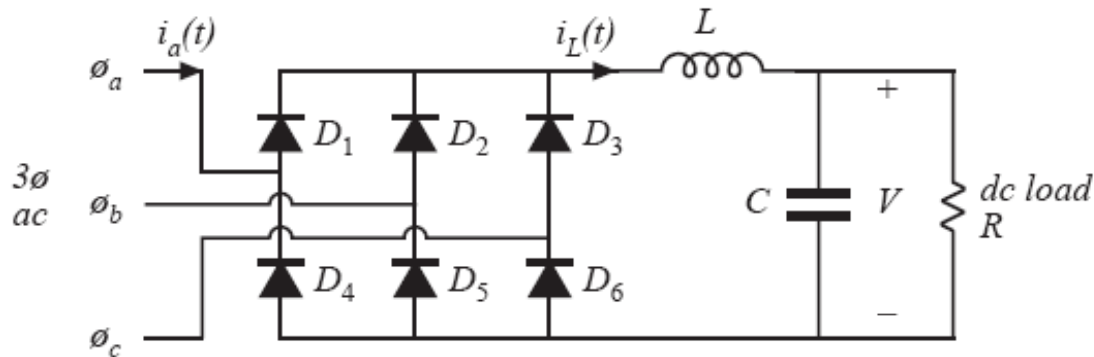 i_a(t)
i_L(t)
L
ø_a
D_1
D_2
D_3
+
3ø
ac
ø_b
C
V
dc load
R
D_4
D_5
D_6
–
ø_c